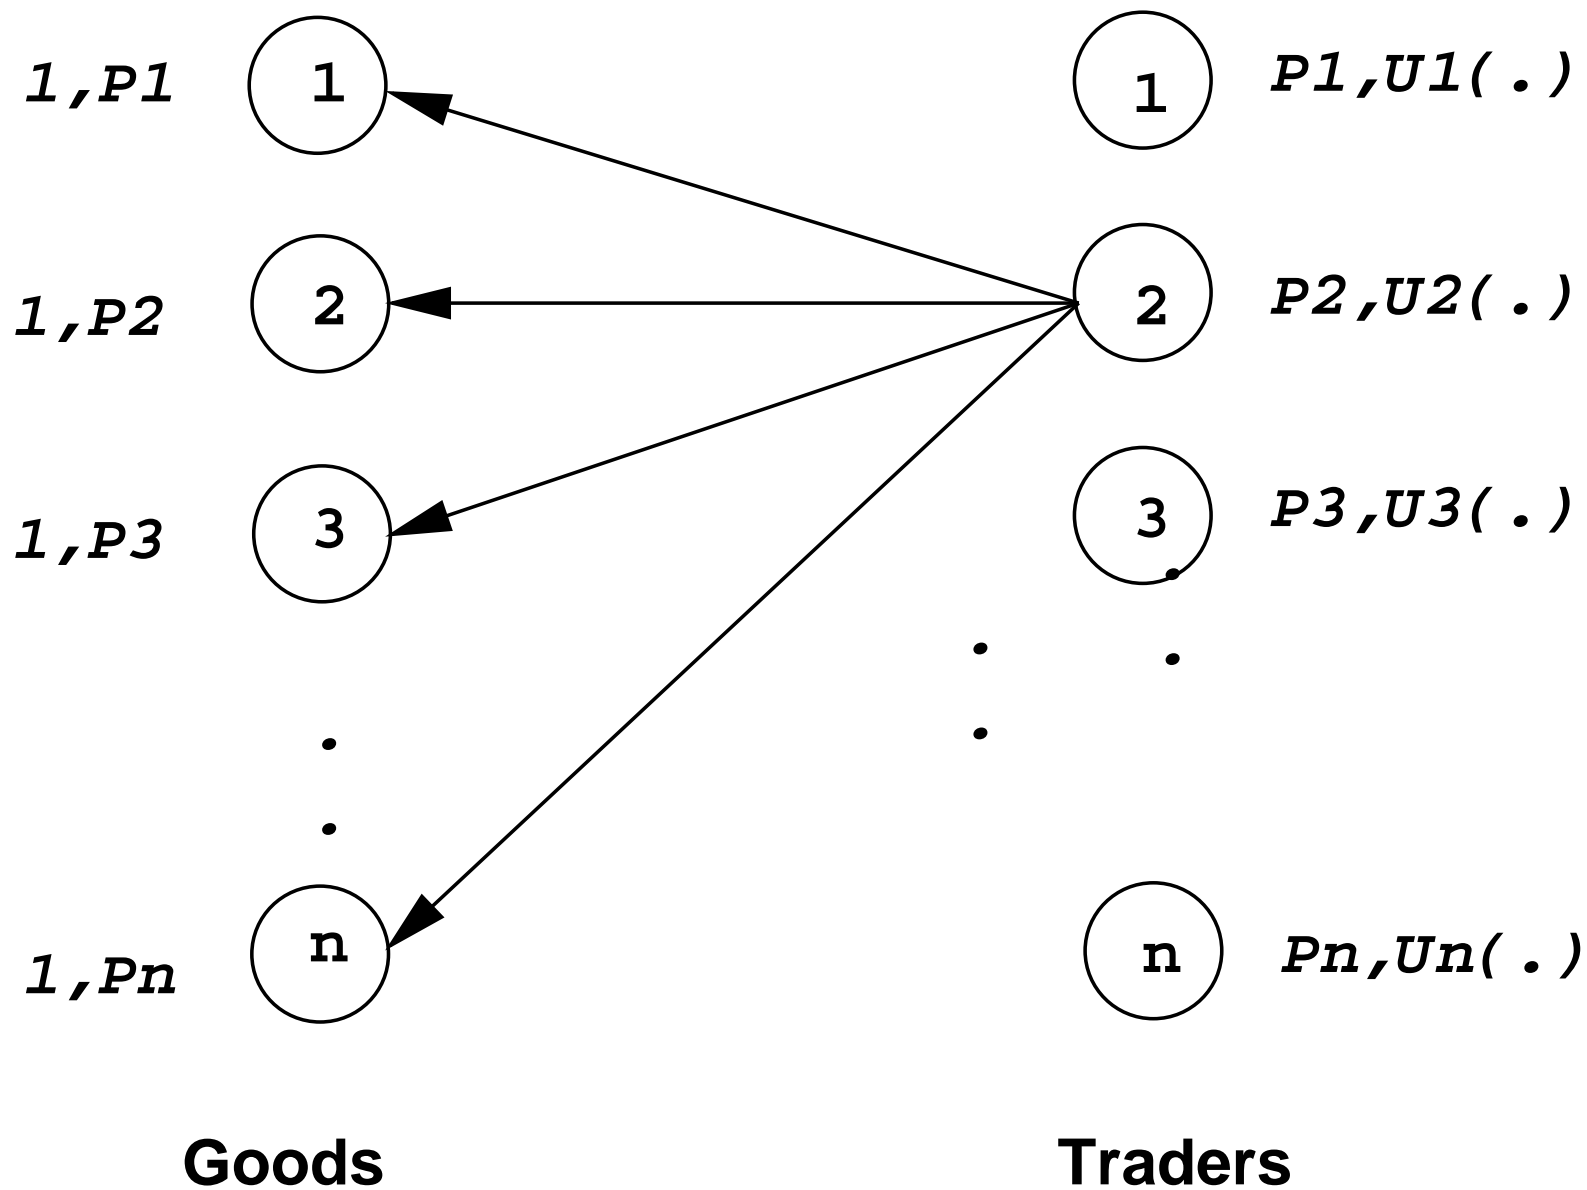 1,P1 1 1 P1,U1(.)
1,P2 2 2 P2,U2(.)
1,P3 3 3 P3,U3(.)
. .
. .
. .
1,Pn n n Pn,Un(.)
Goods Traders